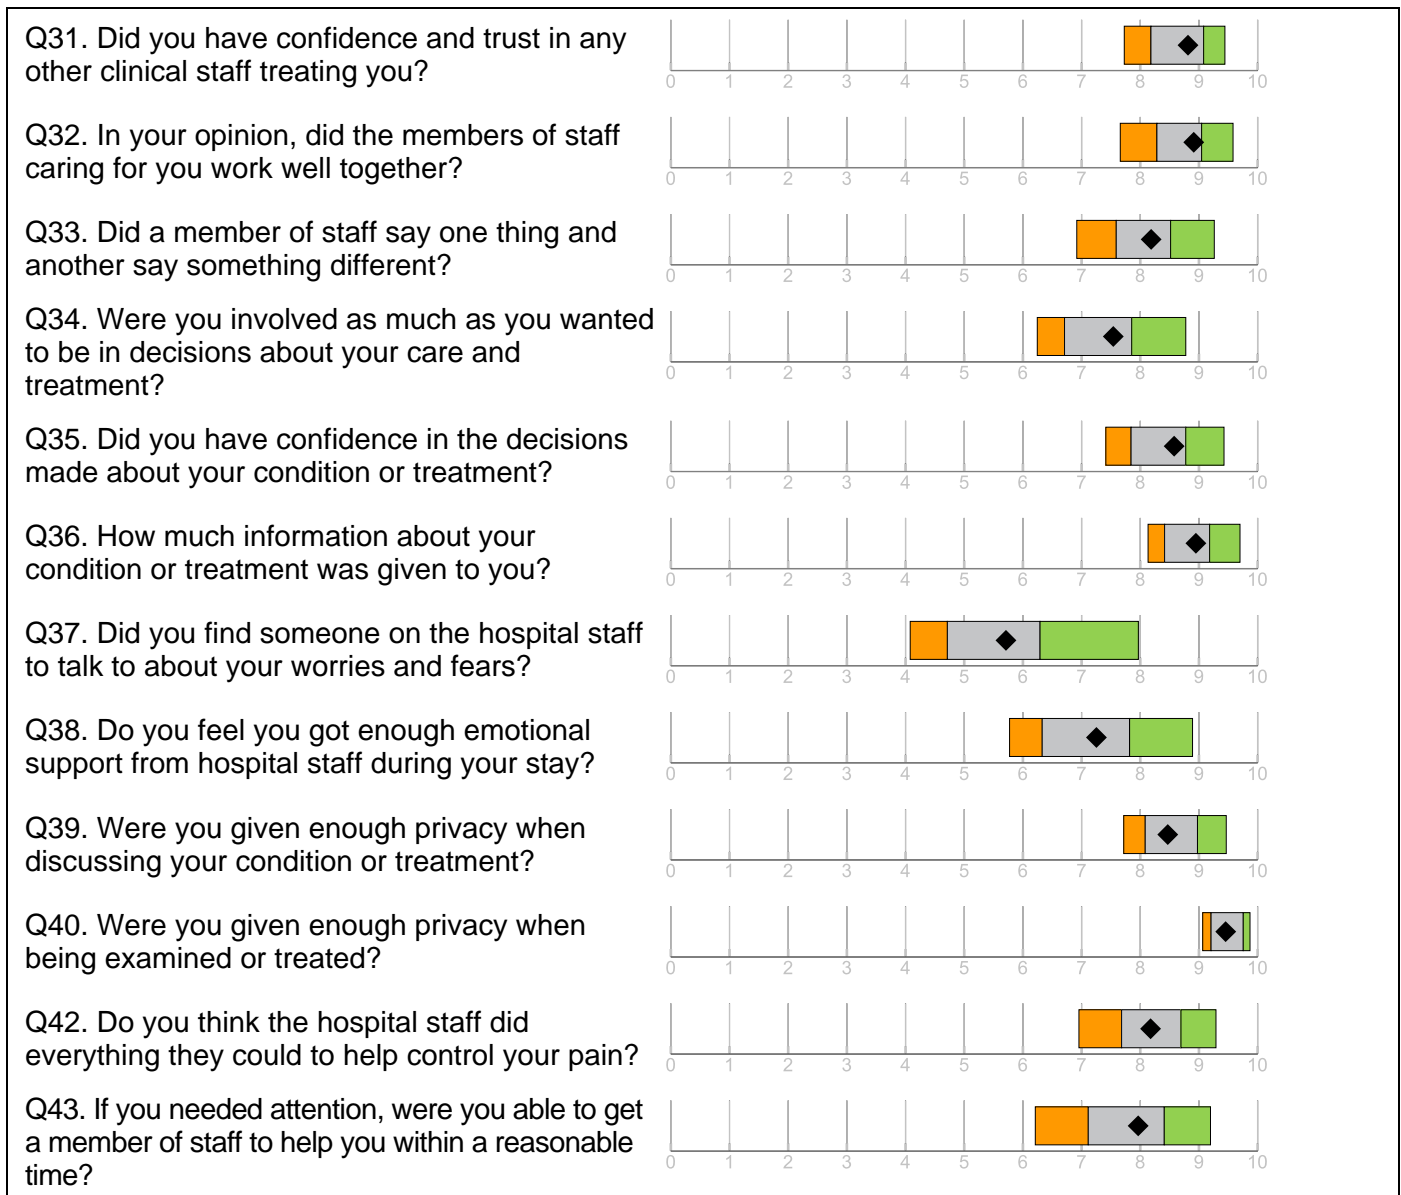 Q31. Did you have confidence and trust in any
other clinical staff treating you?
0 1 2 3 4 5 6 7 8 9 10
Q32. In your opinion, did the members of staff
caring for you work well together?
0 1 2 3 4 5 6 7 8 9 10
Q33. Did a member of staff say one thing and
another say something different?
0 1 2 3 4 5 6 7 8 9 10
Q34. Were you involved as much as you wanted
to be in decisions about your care and
treatment?
0 1 2 3 4 5 6 7 8 9 10
Q35. Did you have confidence in the decisions
made about your condition or treatment?
0 1 2 3 4 5 6 7 8 9 10
Q36. How much information about your
condition or treatment was given to you?
0 1 2 3 4 5 6 7 8 9 10
Q37. Did you find someone on the hospital staff
to talk to about your worries and fears?
0 1 2 3 4 5 6 7 8 9 10
Q38. Do you feel you got enough emotional
support from hospital staff during your stay?
0 1 2 3 4 5 6 7 8 9 10
Q39. Were you given enough privacy when
discussing your condition or treatment?
0 1 2 3 4 5 6 7 8 9 10
Q40. Were you given enough privacy when
being examined or treated?
0 1 2 3 4 5 6 7 8 9 10
Q42. Do you think the hospital staff did
everything they could to help control your pain?
0 1 2 3 4 5 6 7 8 9 10
Q43. If you needed attention, were you able to get
a member of staff to help you within a reasonable
time?
0 1 2 3 4 5 6 7 8 9 10